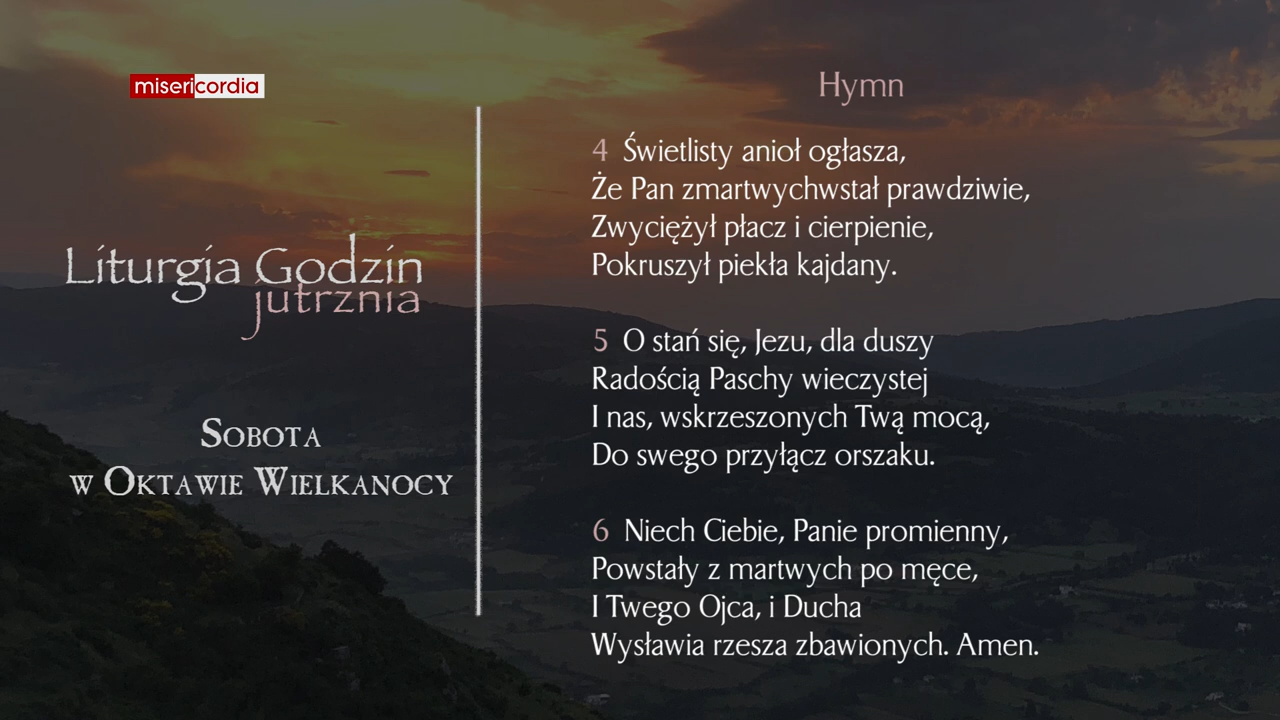 misericordia
Liturgia Godzin
jutrznia
Sobota
w Oktawie Wielkanocy
Hymn
4 Świetlisty anioł ogłasza,
Że Pan zmartwychwstał prawdziwie,
Zwyciężył płacz i cierpienie,
Pokruszył piekła kajdany.
5 O stań się, Jezu, dla duszy
Radością Paschy wieczystej
I nas, wskrzeszonych Twą mocą,
Do swego przyłącz orszaku.
6 Niech Ciebie, Panie promienny,
Powstały z martwych po męce,
I Twego Ojca, i Ducha
Wysławia rzesza zbawionych. Amen.